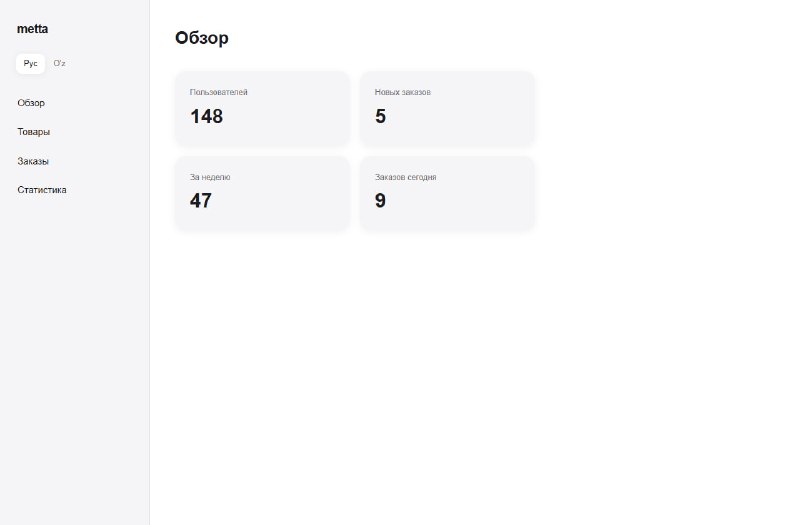 metta
Рус O'z
Обзор
Товары
Заказы
Статистика
Обзор
Пользователей
148
Новых заказов
5
За неделю
47
Заказов сегодня
9